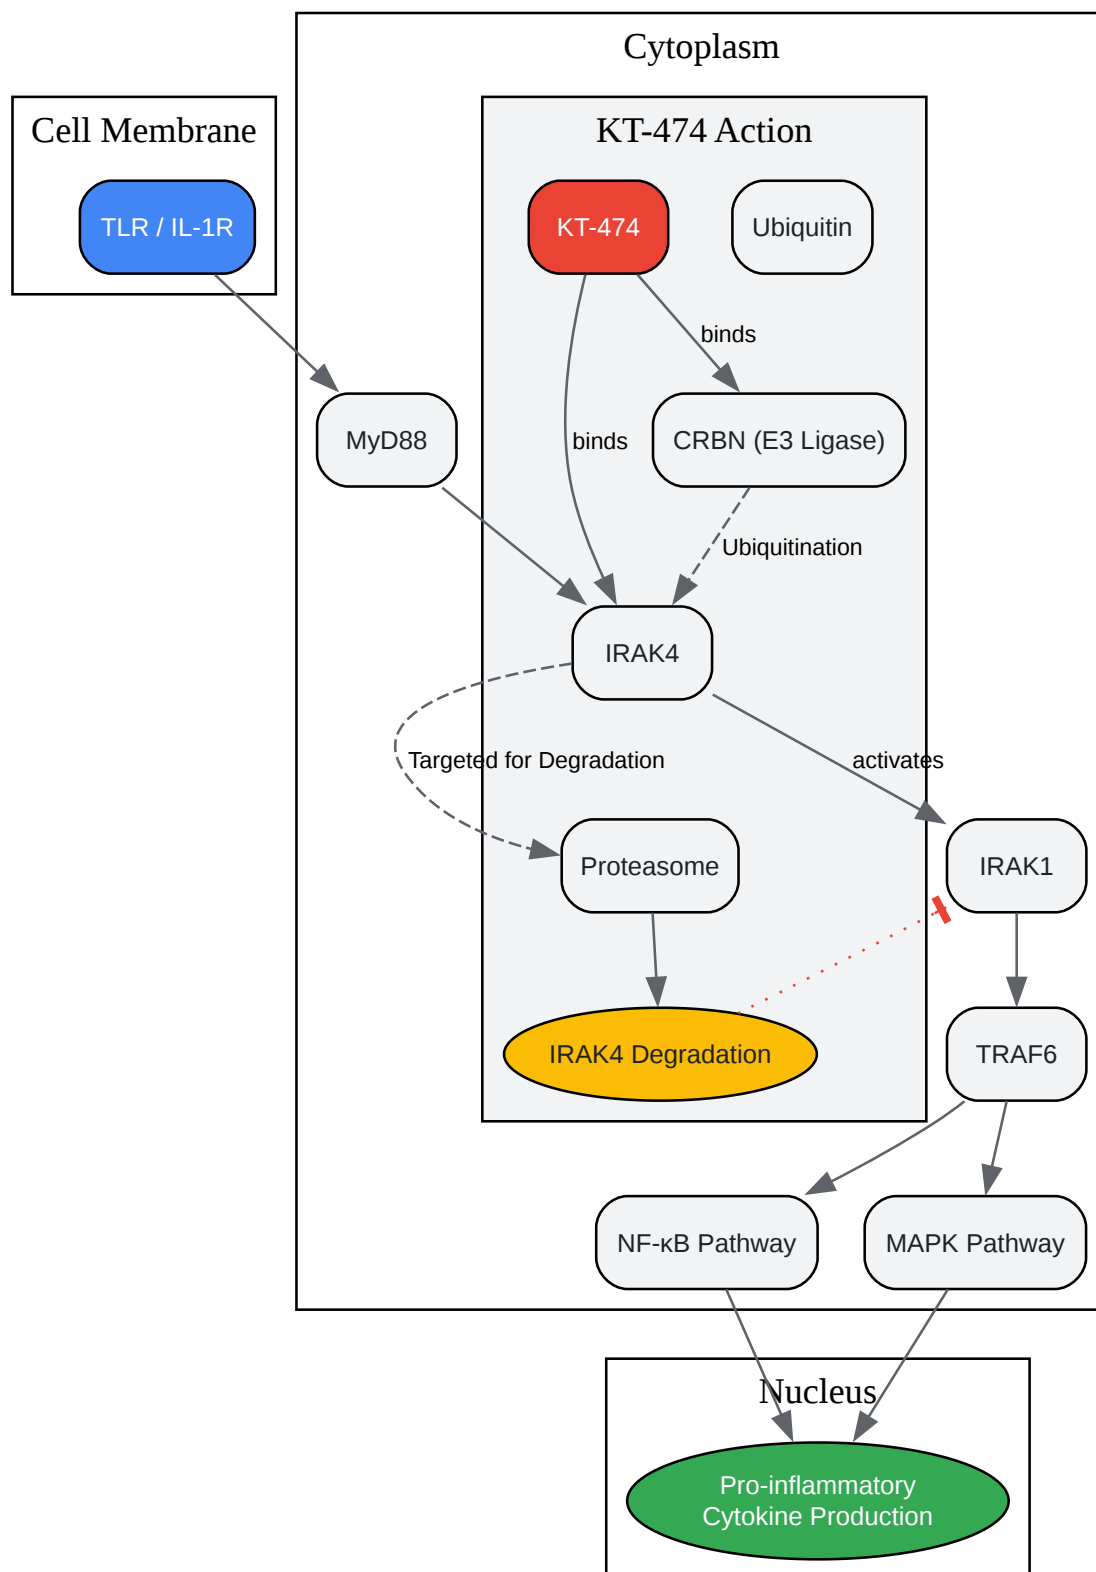 Cytoplasm
Cell Membrane
KT-474 Action
TLR / IL-1R
KT-474
Ubiquitin
binds
MyD88
binds
CRBN (E3 Ligase)
Ubiquitination
IRAK4
Targeted for Degradation
activates
Proteasome
IRAK1
IRAK4 Degradation
TRAF6
NF-κB Pathway
MAPK Pathway
Nucleus
Pro-inflammatory
Cytokine Production